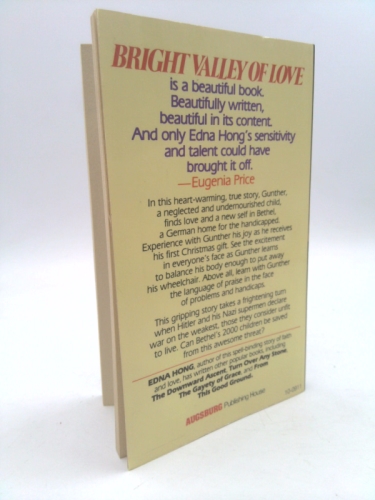 BRIGHT VALLEY OF LOVE
is a beautiful book.
Beautifully written,
beautiful in its content.
And only Edna Hong's sensitivity
and talent could have
brought it off.
—Eugenia Price
In this heart-warming, true story, Gunther,
a neglected and undernourished child,
finds love and a new self in Bethel,
a German home for the handicapped.
Experience with Gunther his joy as he receives
his first Christmas gift. See the excitement
in everyone's face as Gunther learns
to balance his body enough to put away
his wheelchair. Above all, learn with Gunther
the language of praise in the face
of problems and handicaps.
This gripping story takes a frightening turn
when Hitler and his Nazi supermen declare
war on the weakest, those they consider unfit
to live. Can Bethel's 2000 children be saved
from this awesome threat?
EDNA HONG, author of this spell-binding story of faith
and love, has written other popular books, including
The Downward Ascent, Turn Over Any Stone,
The Gayety of Grace, and From
This Good Ground.
AUGSBURG Publishing House